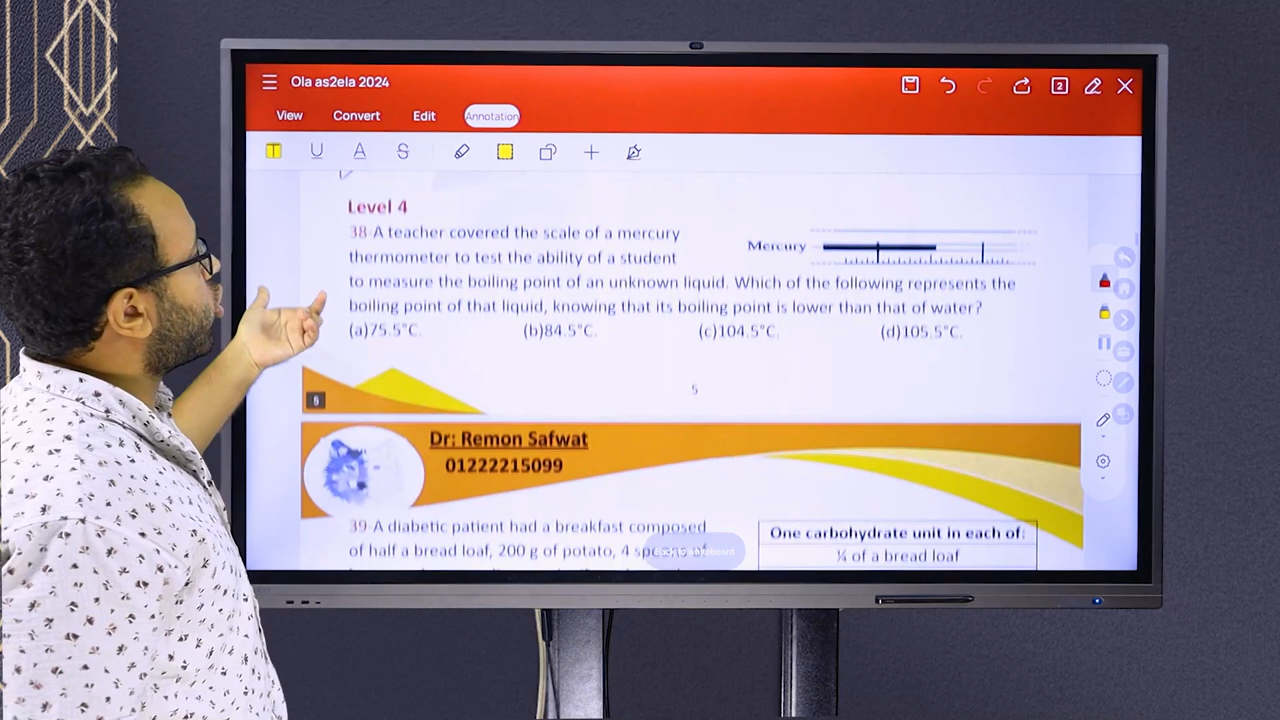 Ola as2ela 2024
View Convert Edit Annotation
Level 4
38-A teacher covered the scale of a mercury
thermometer to test the ability of a student
Mercury
to measure the boiling point of an unknown liquid. Which of the following represents the
boiling point of that liquid, knowing that its boiling point is lower than that of water?
(a)75.5°C. (b)84.5°C. (c)104.5°C. (d)105.5°C.
5
5
Dr: Remon Safwat
01222215099
39-A diabetic patient had a breakfast composed
of half a bread loaf, 200 g of potato, 4 of
One carbohydrate unit in each of:
¼ of a bread loaf